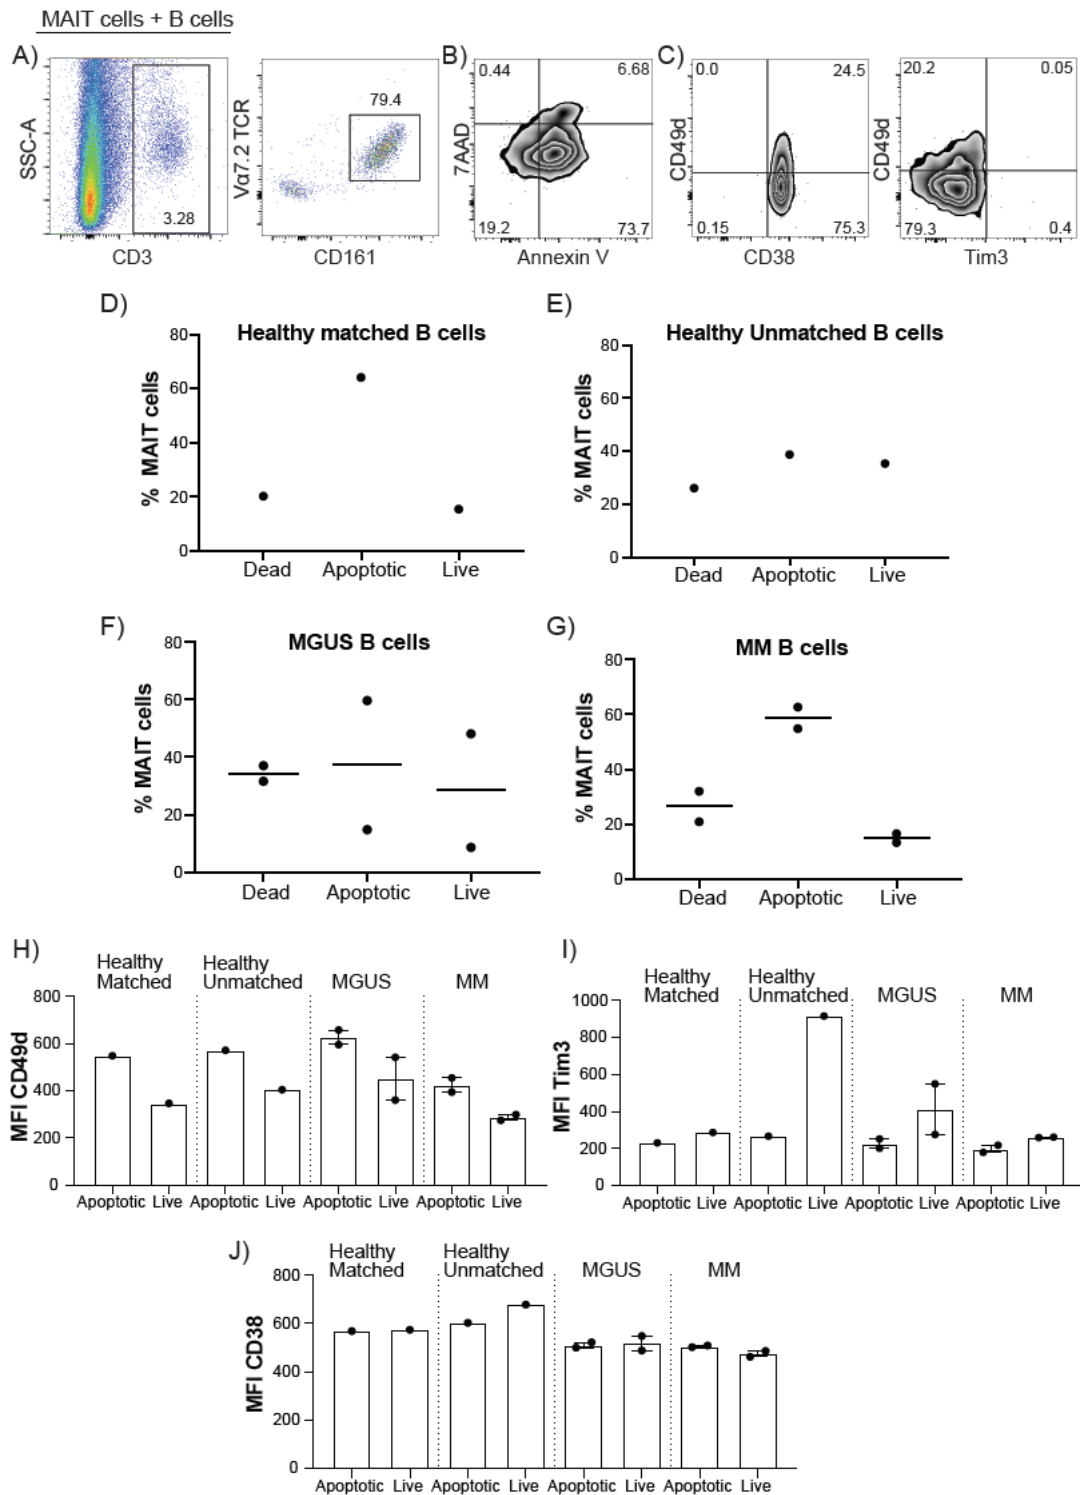 MAIT cells + B cells
A)
SSC-A
3.28
CD3
Vα7.2 TCR
79.4
CD161
B)
7AAD
0.44
6.68
19.2
73.7
Annexin V
C)
CD49d
0.0
24.5
0.15
75.3
CD38
CD49d
20.2
0.05
79.3
0.4
Tim3
D)
Healthy matched B cells
% MAIT cells
80
60
40
20
0
Dead Apoptotic Live
E)
Healthy Unmatched B cells
% MAIT cells
80
60
40
20
0
Dead Apoptotic Live
F)
MGUS B cells
% MAIT cells
80
60
40
20
0
Dead Apoptotic Live
G)
MM B cells
% MAIT cells
80
60
40
20
0
Dead Apoptotic Live
H)
Healthy Matched
Healthy Unmatched
MGUS
MM
MFI CD49d
800
600
400
200
0
Apoptotic Live Apoptotic Live Apoptotic Live Apoptotic Live
I)
Healthy Matched
Healthy Unmatched
MGUS
MM
MFI Tim3
1000
800
600
400
200
0
Apoptotic Live Apoptotic Live Apoptotic Live Apoptotic Live
J)
Healthy Matched
Healthy Unmatched
MGUS
MM
MFI CD38
800
600
400
200
0
Apoptotic Live Apoptotic Live Apoptotic Live Apoptotic Live